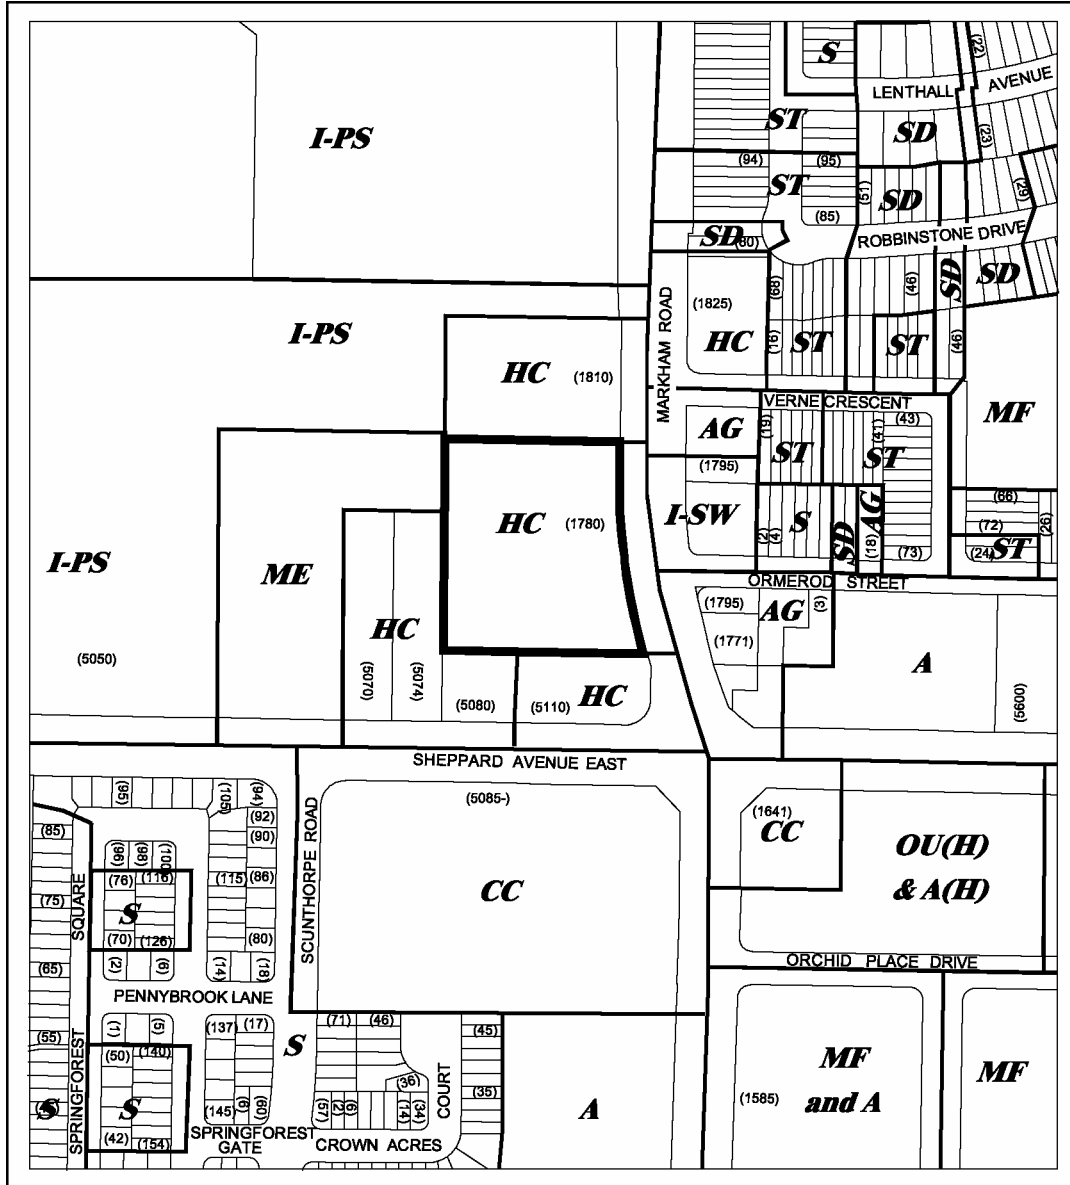 S
(22)
LENTHALL AVENUE
I-PS
ST
SD
(23)
(94)
(95)
ST
(51)
SD
(29)
(85)
SD
(80)
ROBBINSTONE DRIVE
I-PS
MARKHAM ROAD
(1825)
HC
(68)
(16)
ST
(46)
ST
SD
(46)
SD
HC
(1810)
VERNE CRESCENT
MF
AG
(19)
ST
(41)
(43)
ST
(1795)
I-SW
HC
(1780)
(2)
(4)
S
SD
AG
(18)
(73)
(66)
(72)
(26)
(24)
ST
I-PS
ME
ORMEROD STREET
(1795)
AG
(3)
(1771)
A
(5600)
HC
(5050)
(5070)
(5074)
(5080)
(5110)
HC
SHEPPARD AVENUE EAST
(95)
(105)
(94)
(92)
(90)
(85)
SCUNTHORPE ROAD
(5085-)
(1641)
CC
OU(H)
& A(H)
(96)
(98)
(100)
(76)
(116)
(115)
(86)
(75)
SQUARE
S
CC
(70)
(126)
(80)
(65)
(2)
(6)
(14)
(18)
ORCHID PLACE DRIVE
PENNYBROOK LANE
(1)
(5)
(137)
(17)
(71)
(46)
(45)
(55)
SPRINGFOREST
(50)
(140)
S
(36)
COURT
(35)
MF
and A
MF
(1585)
S
S
(145)
(6)
(60)
(57)
(2)
(6)
(14)
(34)
A
(42)
(154)
SPRINGFOREST
GATE
CROWN ACRES